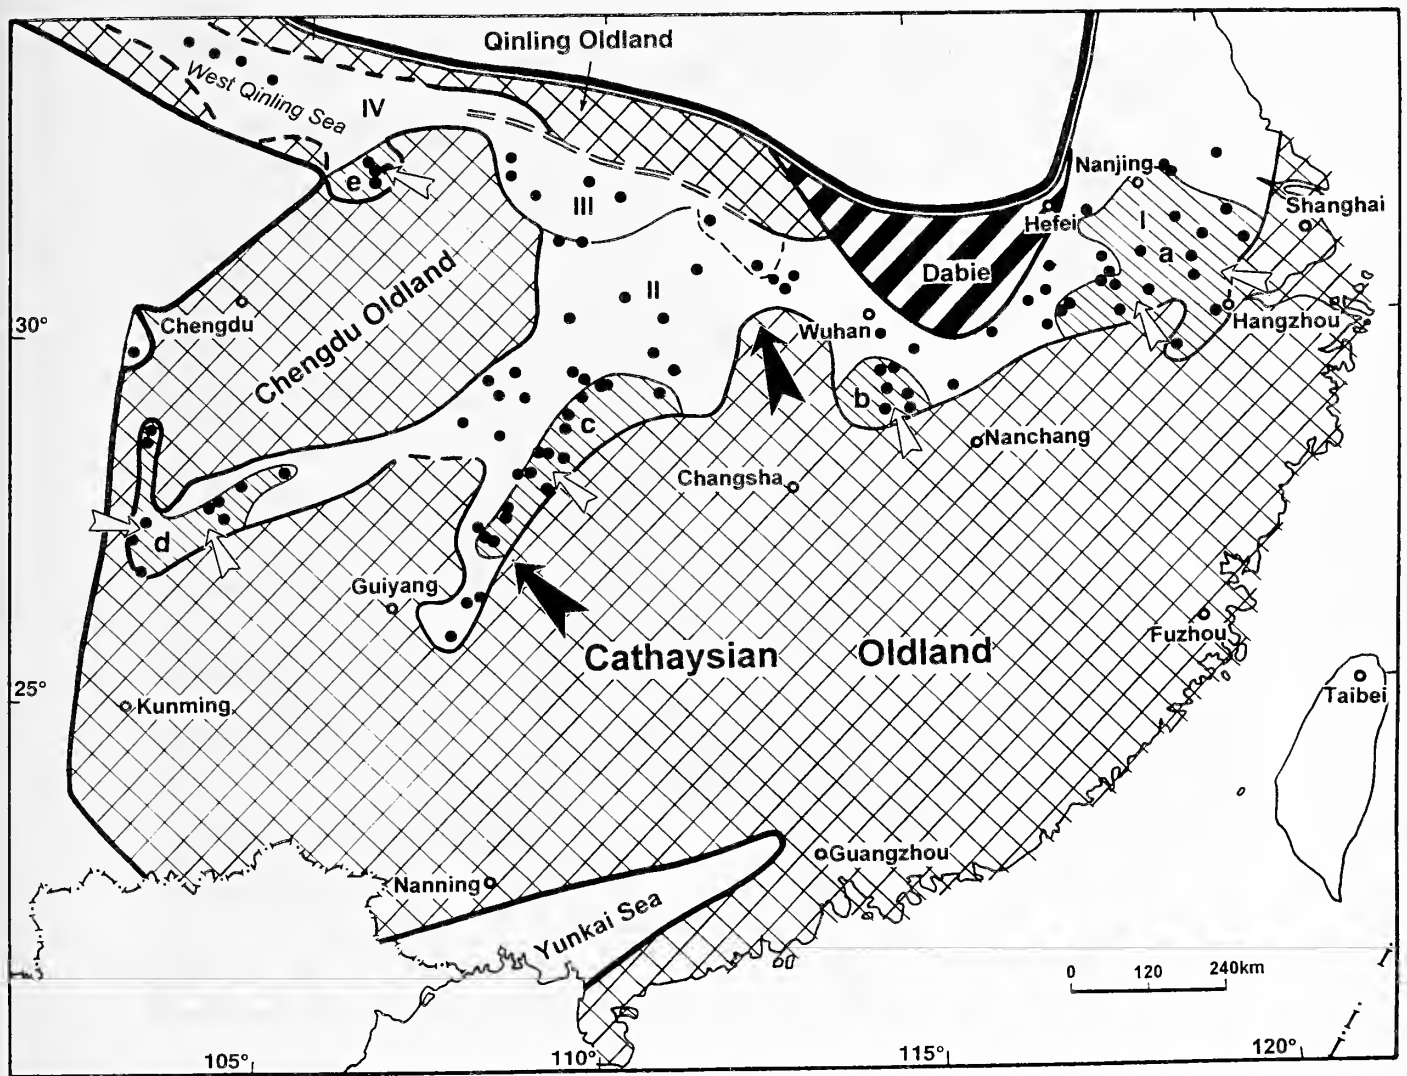 Qinling Oldland
West Qinling Sea
IV
e
III
Nanjing
Shanghai
Hefei
I
a
Dabie
II
30°
Chengdu
Chengdu Oldland
Wuhan
Hangzhou
b
c
Nanchang
Changsha
d
Guiyang
Cathaysian Oldland
Fuzhou
25°
Kunming
Taibei
Guangzhou
Nanning
Yunkai Sea
0 120 240km
105° 110° 115° 120°